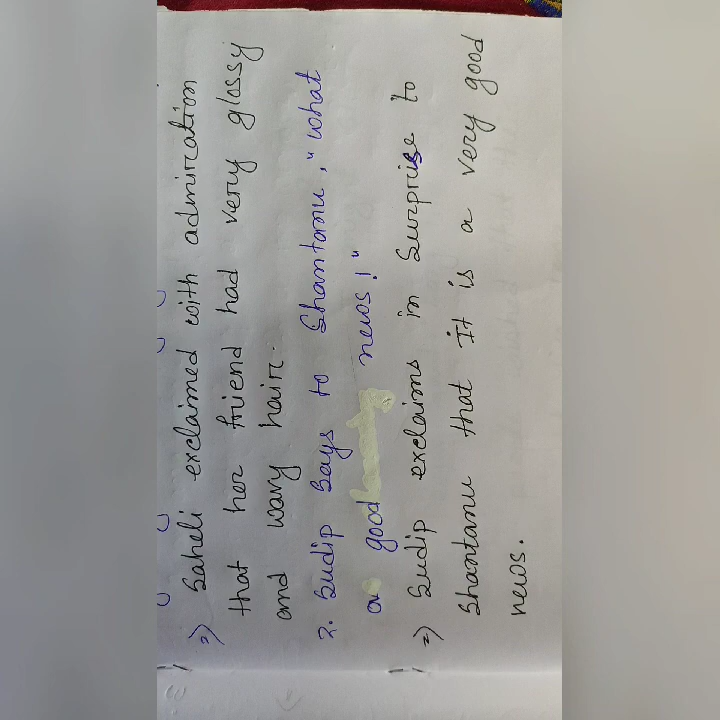 =) Saheli exclaimed with admiration
that her friend had very glossy
and wavy hair.
2. Sudip says to Shantanu, "what
a good news!"
=) Sudip exclaims in Surprise to
Shantanu that it is a very good
news.